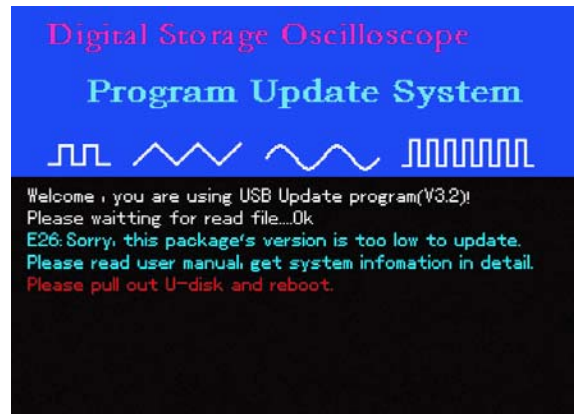 Digital Storage Oscilloscope
Program Update System
Welcome , you are using USB Update program(V3.2)!
Please waitting for read file....Ok
E26:Sorry, this package's version is too low to update.
Please read user manual, get system infomation in detail.
Please pull out U-disk and reboot.